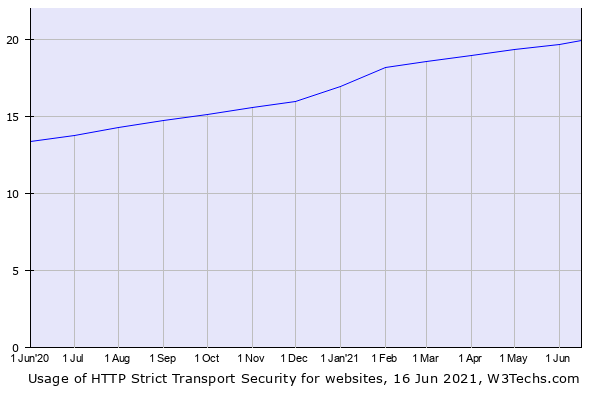 20
15
10
5
0
1 Jun'20 1 Jul 1 Aug 1 Sep 1 Oct 1 Nov 1 Dec 1 Jan'21 1 Feb 1 Mar 1 Apr 1 May 1 Jun
Usage of HTTP Strict Transport Security for websites, 16 Jun 2021, W3Techs.com